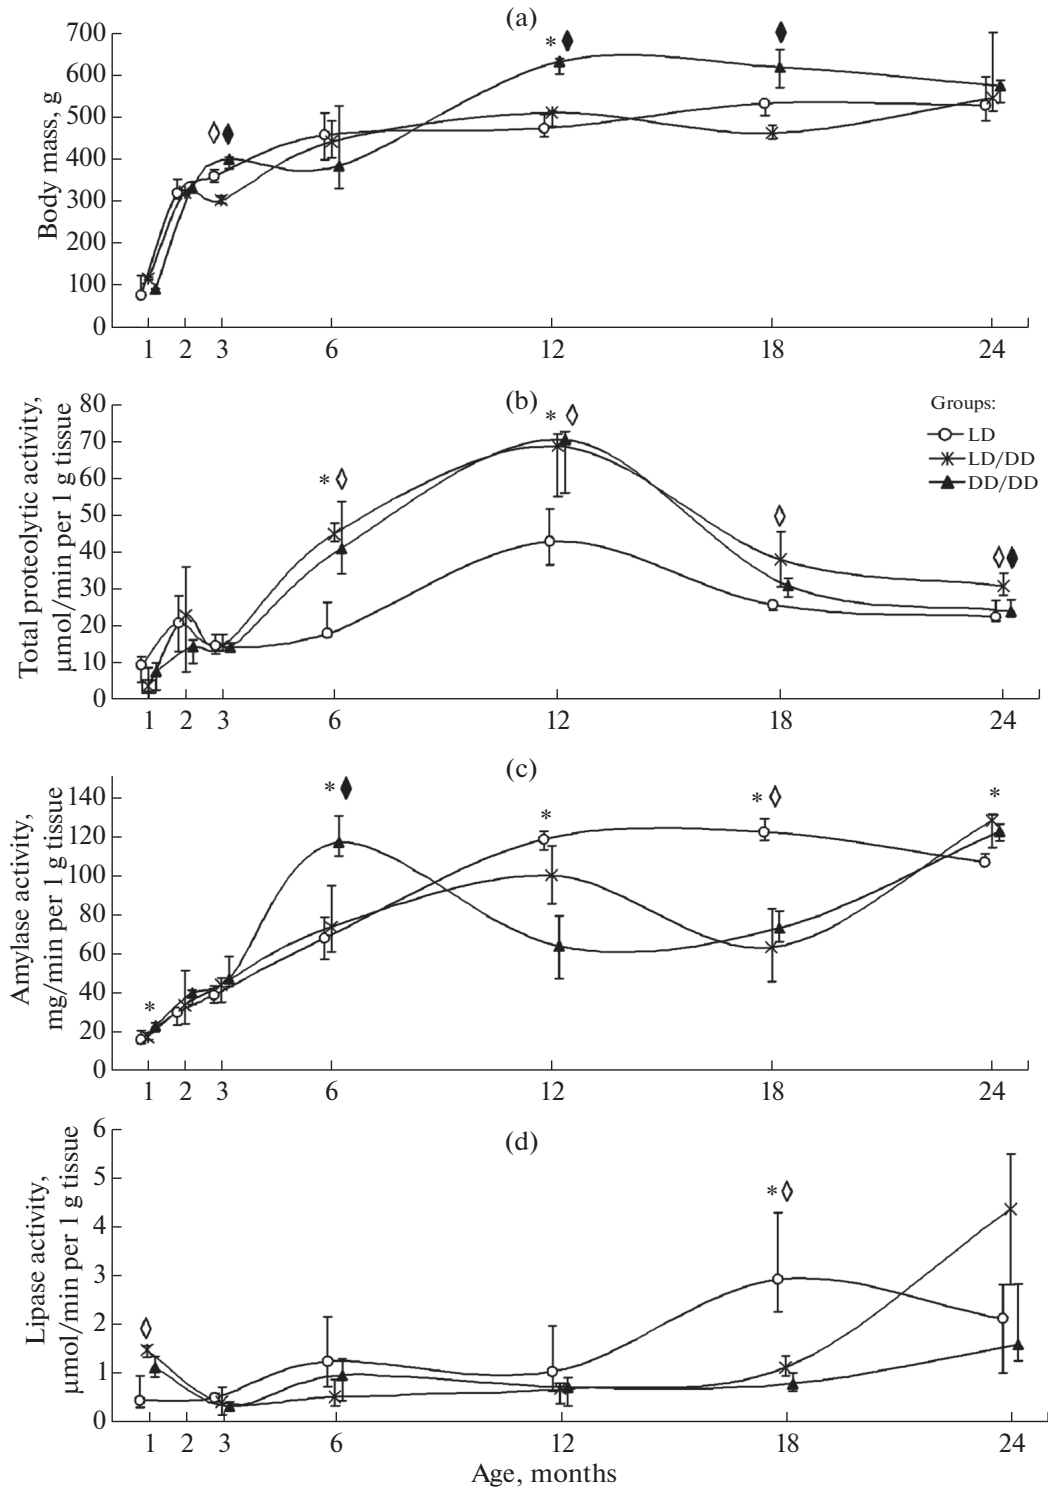 (a)
Body mass, g
700
600
500
400
300
200
100
0
*
1 2 3 6 12 18 24
(b)
Total proteolytic activity,
µmol/min per 1 g tissue
80
70
60
50
40
30
20
10
0
* *
Groups:
LD
LD/DD
DD/DD
1 2 3 6 12 18 24
(c)
Amylase activity,
mg/min per 1 g tissue
140
120
100
80
60
40
20
0
* * * * *
1 2 3 6 12 18 24
(d)
Lipase activity,
µmol/min per 1 g tissue
6
5
4
3
2
1
0
*
1 2 3 6 12 18 24
Age, months